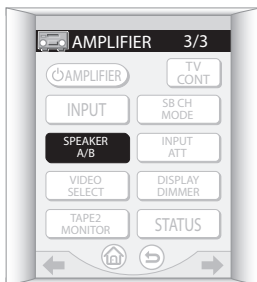 AMPLIFIER 3/3
AMPLIFIER
TV
CONT
INPUT
SB CH
MODE
SPEAKER
A/B
INPUT
ATT
VIDEO
SELECT
DISPLAY
DIMMER
TAPE2
MONITOR
STATUS